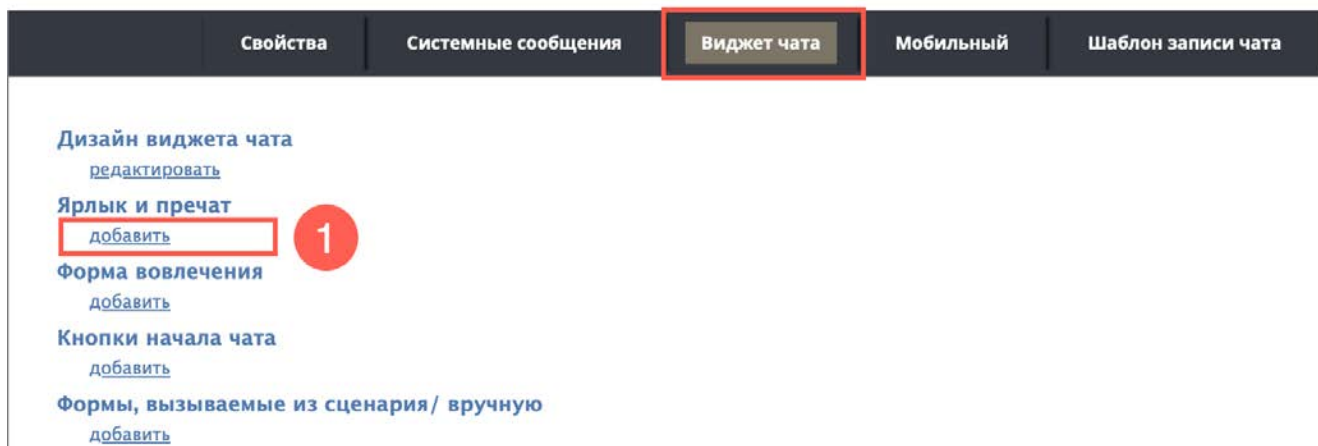 Свойства Системные сообщения Виджет чата Мобильный Шаблон записи чата
Дизайн виджета чата
редактировать
Ярлык и пречат
добавить
1
Форма вовлечения
добавить
Кнопки начала чата
добавить
Формы, вызываемые из сценария/ вручную
добавить